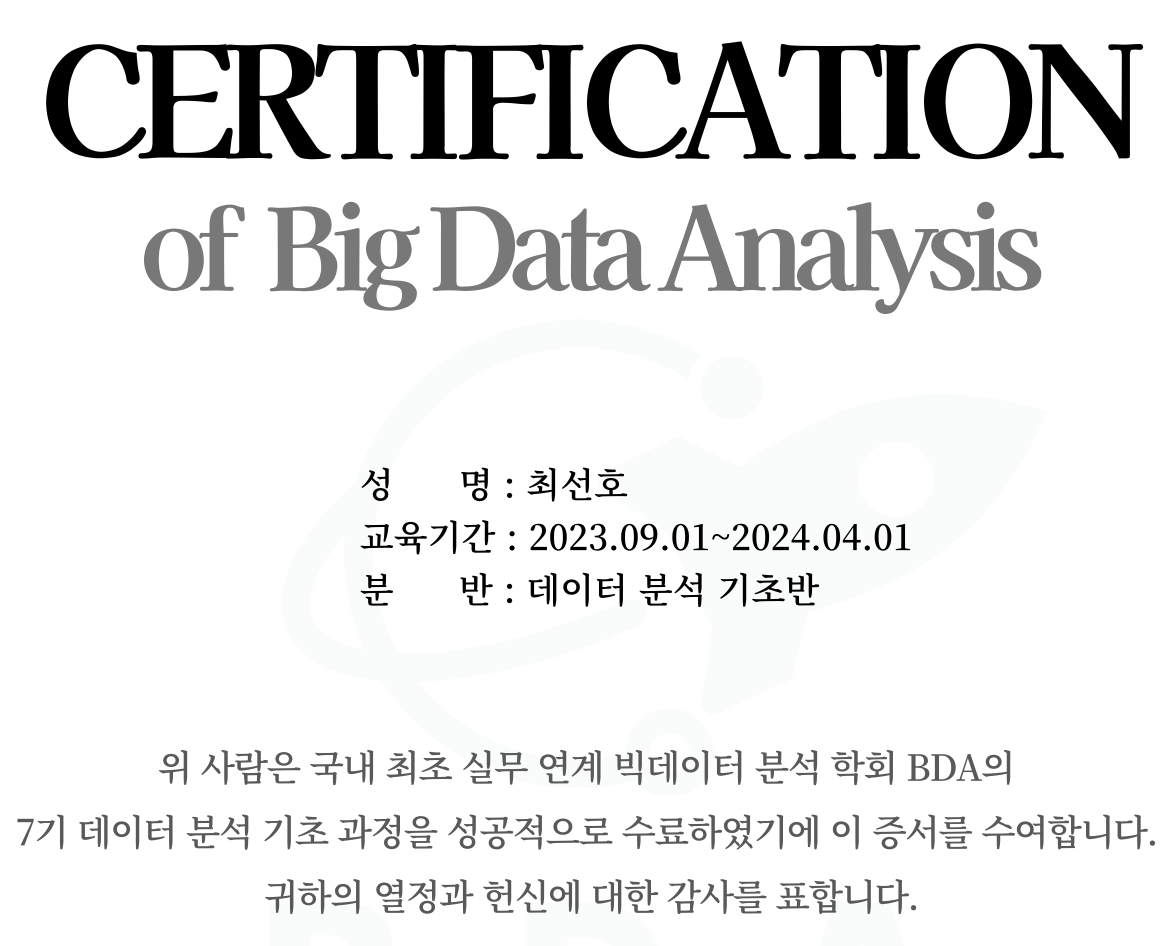 CERTIFICATION
of Big Data Analysis
성 명 : 최선호
교육기간 : 2023.09.01~2024.04.01
분 반 : 데이터 분석 기초반
위 사람은 국내 최초 실무 연계 빅데이터 분석 학회 BDA의
7기 데이터 분석 기초 과정을 성공적으로 수료하였기에 이 증서를 수여합니다.
귀하의 열정과 헌신에 대한 감사를 표합니다.